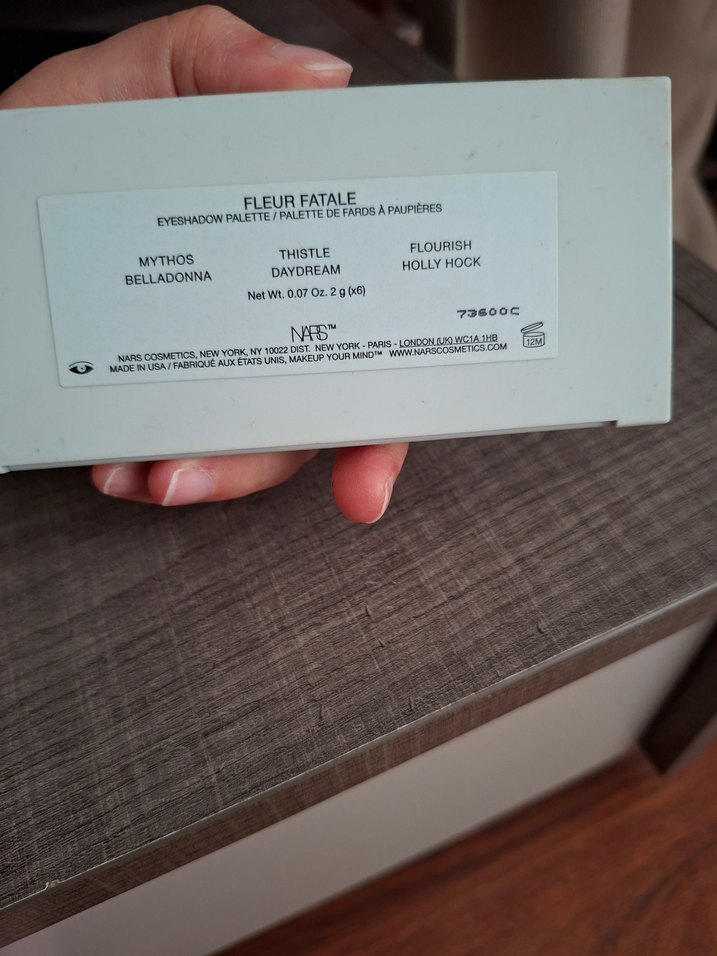 FLEUR FATALE
EYESHADOW PALETTE / PALETTE DE FARDS À PAUPIÈRES
MYTHOS THISTLE FLOURISH
BELLADONNA DAYDREAM HOLLY HOCK
Net Wt. 0.07 Oz. 2 g (x6)
73600C
NARS™
NARS COSMETICS, NEW YORK, NY 10022 DIST. NEW YORK - PARIS - LONDON (UK) WC1A 1HB
MADE IN USA / FABRIQUÉ AUX ÉTATS UNIS, MAKEUP YOUR MIND™ WWW.NARSCOSMETICS.COM
12M